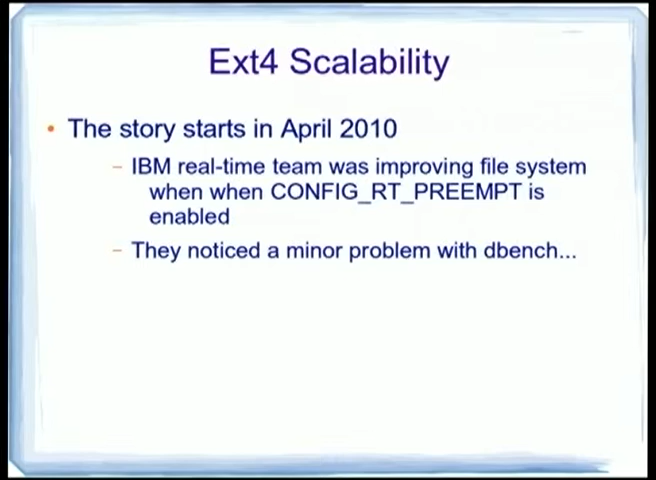 Ext4 Scalability
• The story starts in April 2010
– IBM real-time team was improving file system
when when CONFIG_RT_PREEMPT is
enabled
– They noticed a minor problem with dbench...